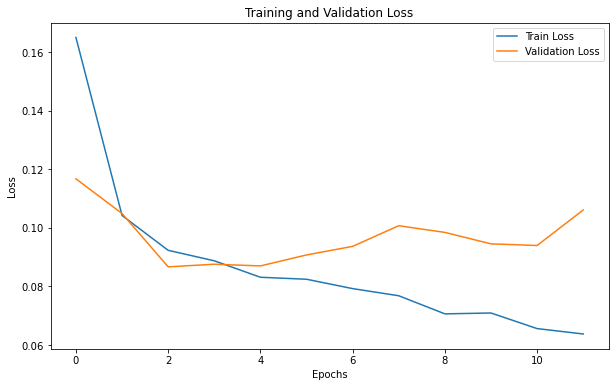 Training and Validation Loss
Train Loss
Validation Loss
0.16
0.14
0.12
0.10
0.08
0.06
Loss
0
2
4
6
8
10
Epochs